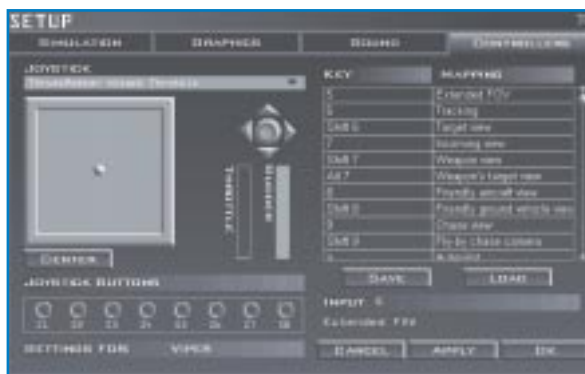 SETUP
SIMULATION GRAPHICS SOUND CONTROLLERS
JOYSTICK
KEY MAPPING
5 Extended FOV
6 Tracking
Shift 6 Target view
7 Incoming view
Shift 7 Weapon view
Alt 7 Weapon's target view
8 Friendly aircraft view
Shift 8 Friendly ground vehicle view
9 Chase view
Shift 9 Fly-by chase camera
Autopilot
THROTTLE
RUDDER
CENTER
SAVE LOAD
JOYSTICK BUTTONS
INPUT 5
Extended FOV
SETTINGS FOR: VIPER
CANCEL APPLY OK